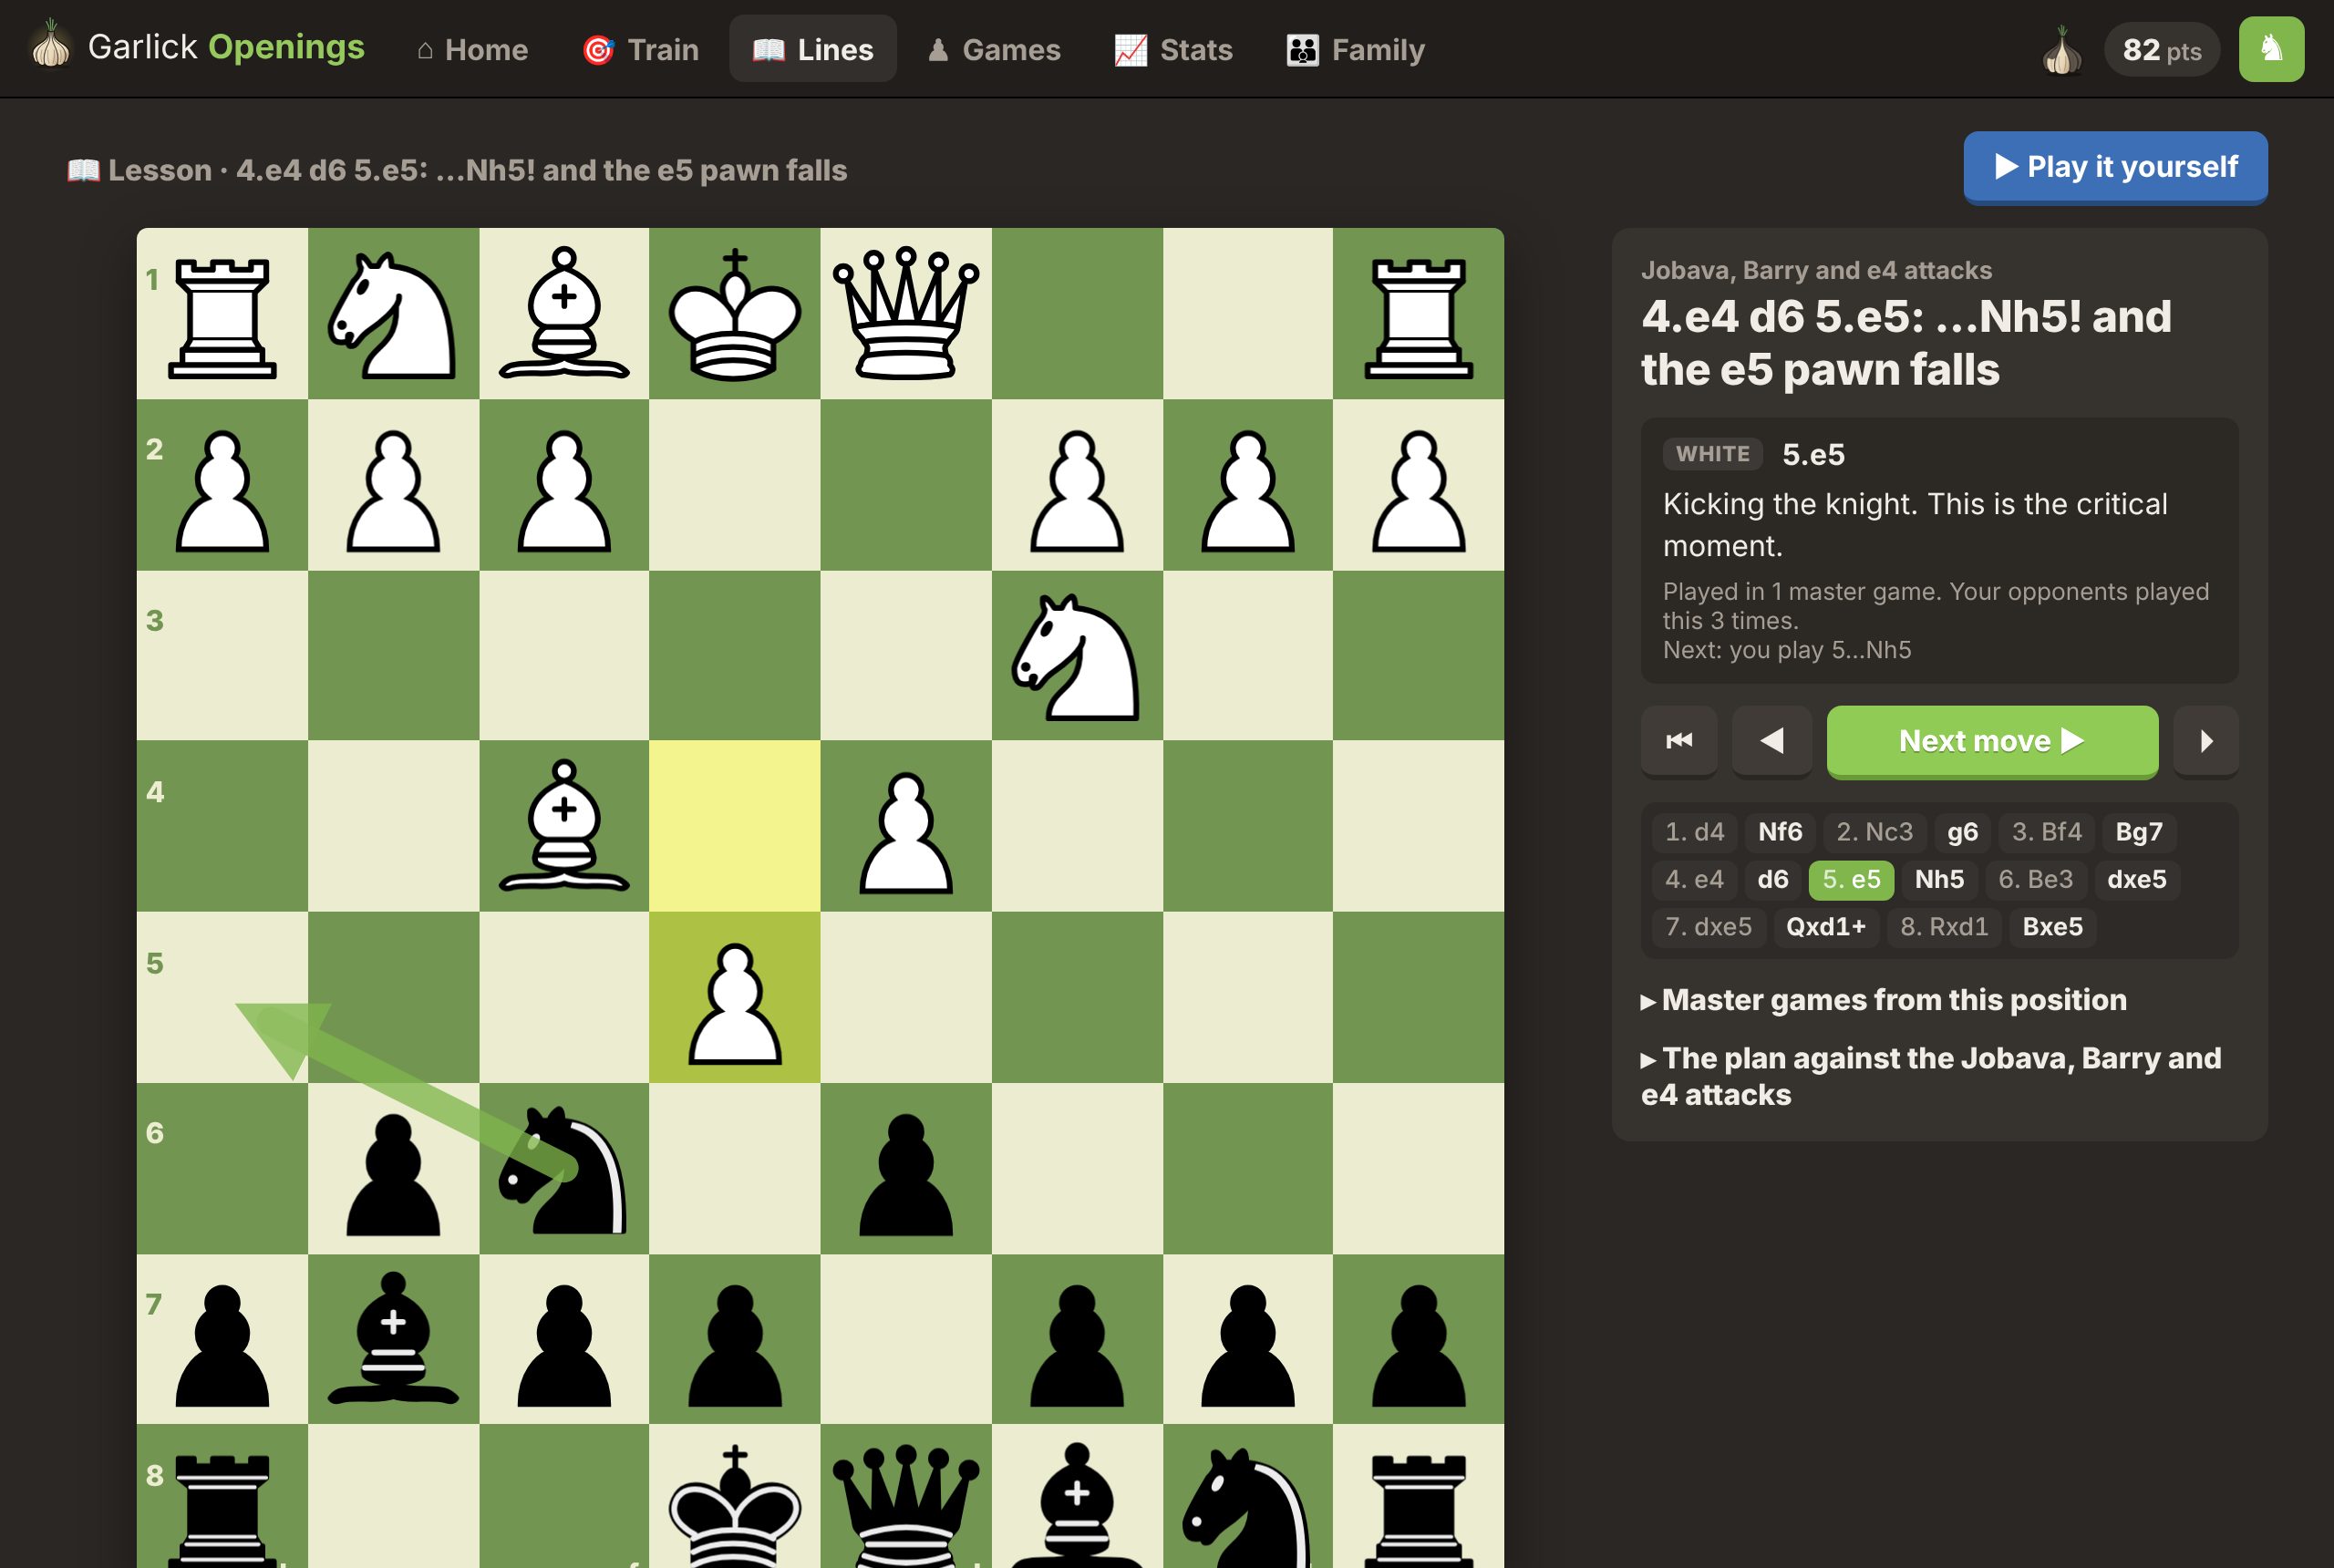 Garlick Openings
Home
Train
Lines
Games
Stats
Family
82 pts
Lesson · 4.e4 d6 5.e5: …Nh5! and the e5 pawn falls
▶ Play it yourself
1
2
3
4
5
6
7
8
Jobava, Barry and e4 attacks
4.e4 d6 5.e5: …Nh5! and
the e5 pawn falls
WHITE 5.e5
Kicking the knight. This is the critical
moment.
Played in 1 master game. Your opponents played
this 3 times.
Next: you play 5…Nh5
Next move ▶
1. d4 Nf6 2. Nc3 g6 3. Bf4 Bg7
4. e4 d6 5. e5 Nh5 6. Be3 dxe5
7. dxe5 Qxd1+ 8. Rxd1 Bxe5
▸ Master games from this position
▸ The plan against the Jobava, Barry and
e4 attacks